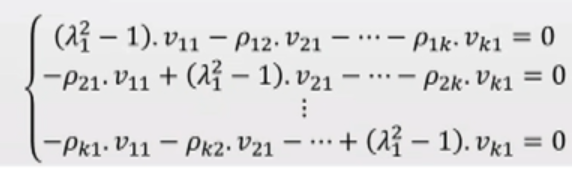 (λ₁² − 1). v₁₁ − ρ₁₂. v₂₁ − ⋯ − ρ₁ₖ. vₖ₁ = 0
−ρ₂₁. v₁₁ + (λ₁² − 1). v₂₁ − ⋯ − ρ₂ₖ. vₖ₁ = 0
⋮
−ρₖ₁. v₁₁ − ρₖ₂. v₂₁ − ⋯ + (λ₁² − 1). vₖ₁ = 0